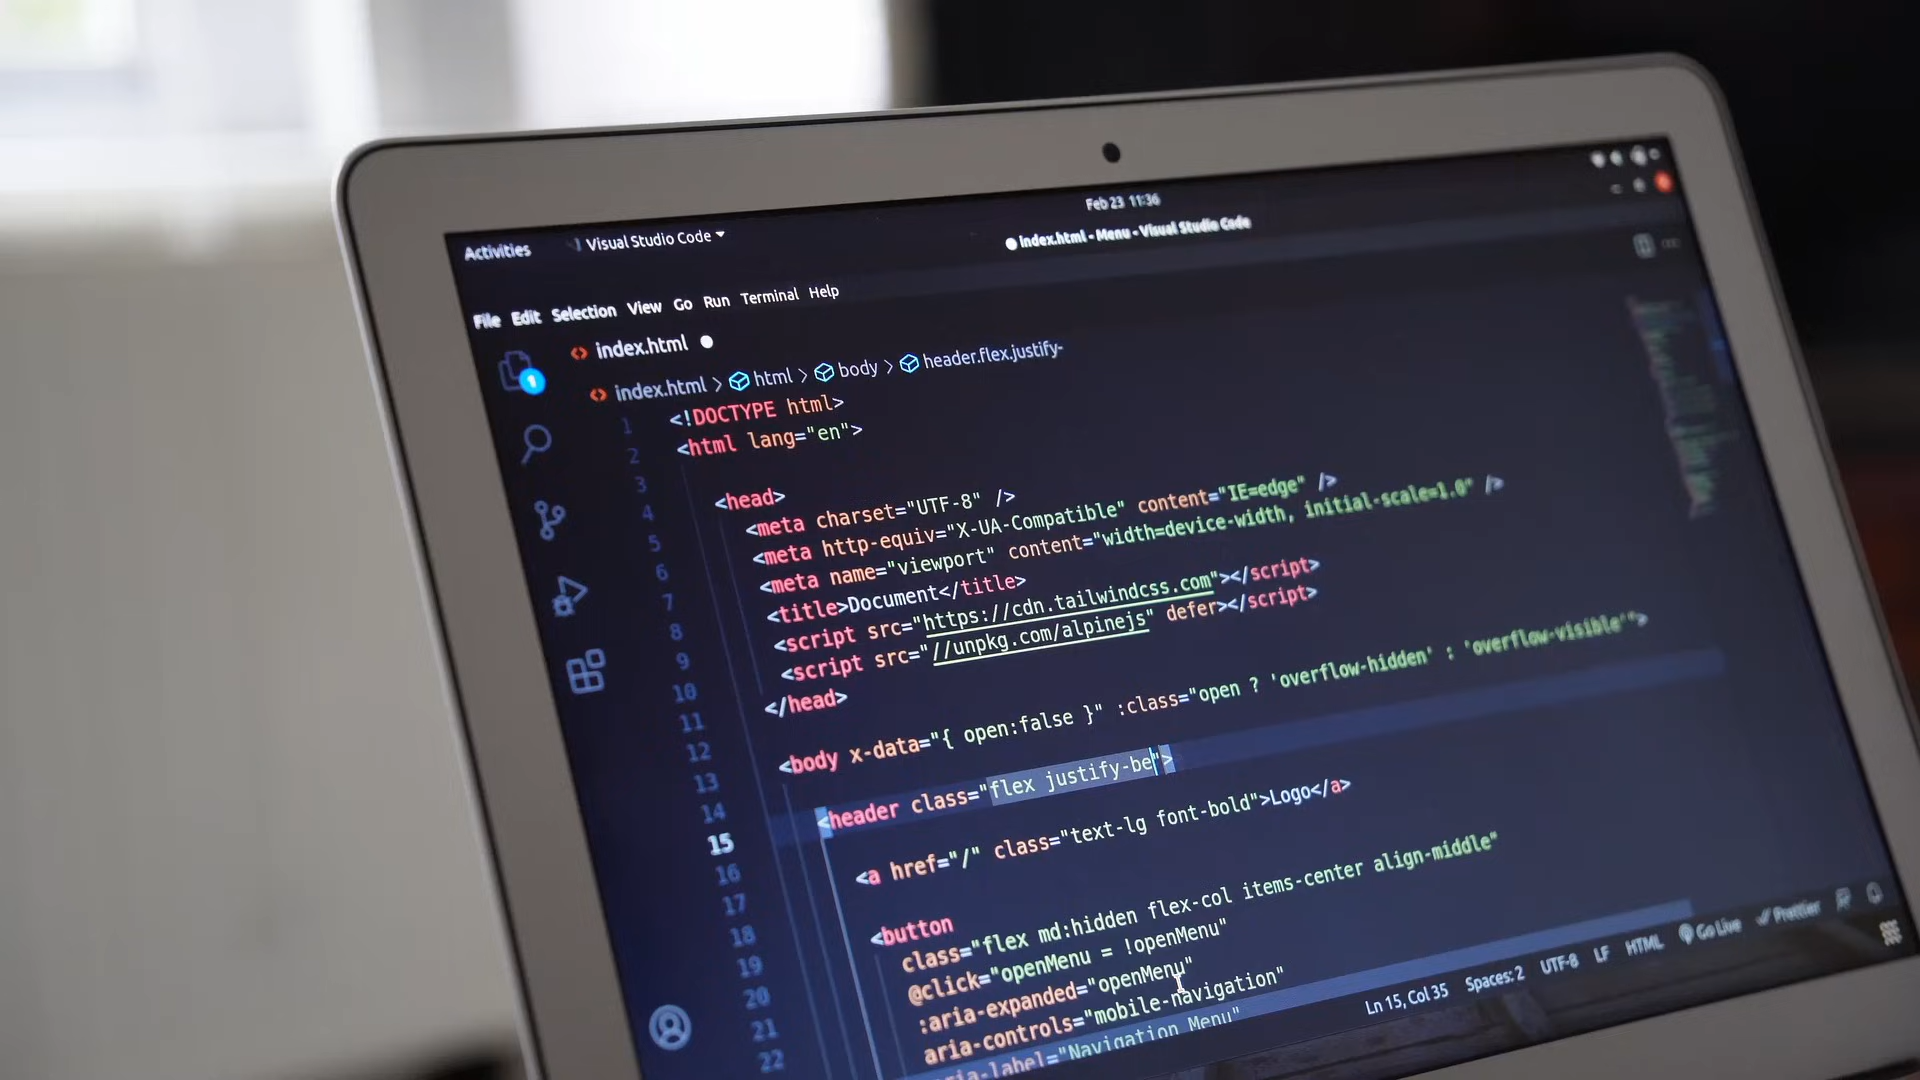 Feb 23 11:36
Activities Visual Studio Code
index.html - Menu - Visual Studio Code
File Edit Selection View Go Run Terminal Help
index.html
1
index.html > html > body > header.flex.justify-
1 <!DOCTYPE html>
2 <html lang="en">
3
4 <head>
5 <meta charset="UTF-8" />
6 <meta http-equiv="X-UA-Compatible" content="IE=edge" />
7 <meta name="viewport" content="width=device-width, initial-scale=1.0" />
8 <title>Document</title>
9 <script src="https://cdn.tailwindcss.com"></script>
10 <script src="//unpkg.com/alpinejs" defer></script>
11 </head>
12
13 <body x-data="{ open:false }" :class="open ? 'overflow-hidden' : 'overflow-visible'">
14
15 <header class="flex justify-be">
16
17 <a href="/" class="text-lg font-bold">Logo</a>
18
19 <button
20 class="flex md:hidden flex-col items-center align-middle"
21 @click="openMenu = !openMenu"
22 :aria-expanded="openMenu"
aria-controls="mobile-navigation"
aria-label="Navigation Menu"
Ln 15, Col 35 Spaces: 2 UTF-8 LF HTML Go Live Prettier